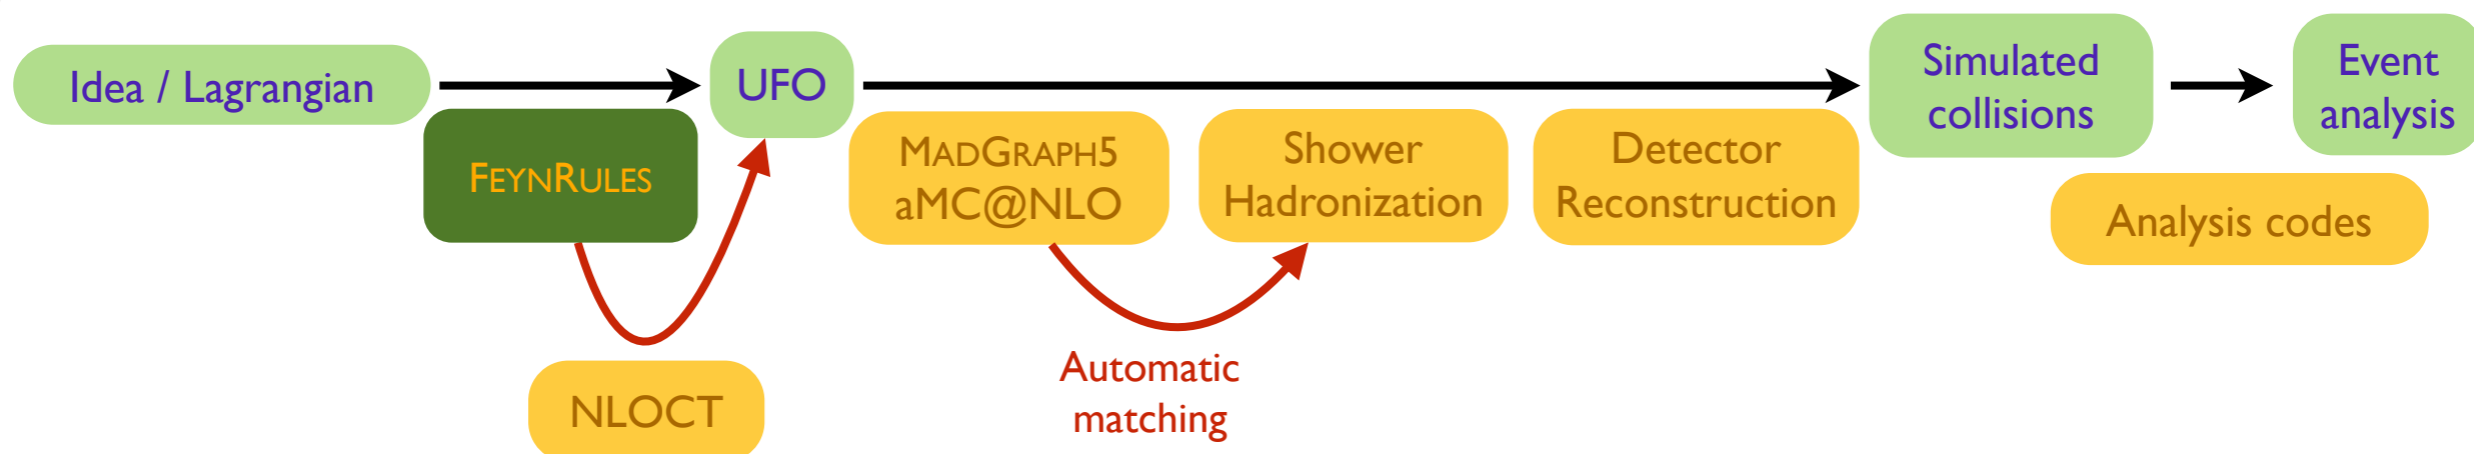 Idea / Lagrangian
UFO
Simulated
collisions
Event
analysis
FEYNRULES
MADGRAPH5
aMC@NLO
Shower
Hadronization
Detector
Reconstruction
Analysis codes
NLOCT
Automatic
matching